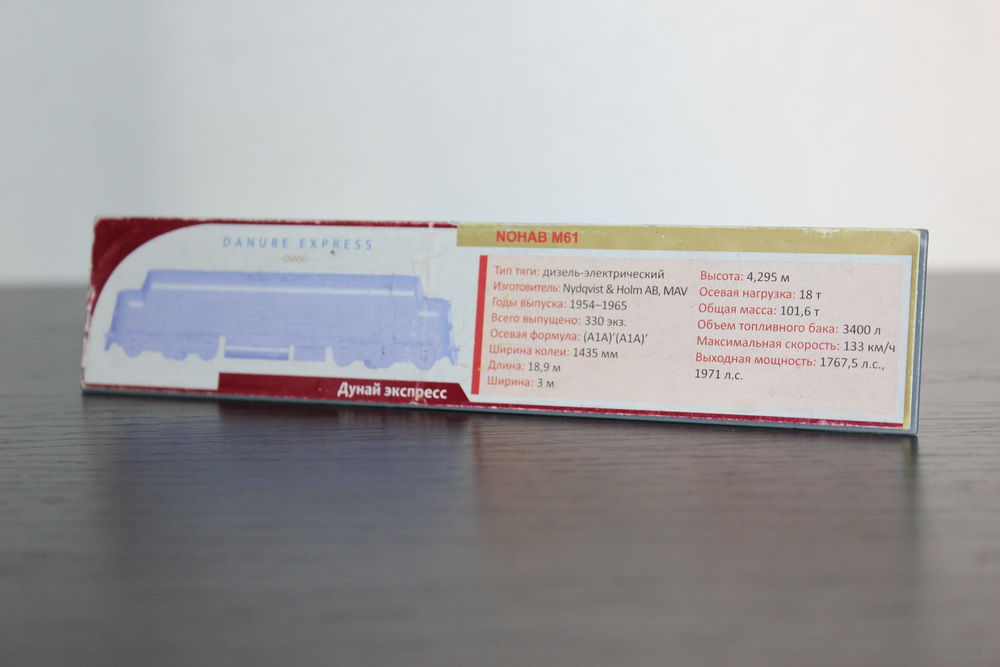 DANUBE EXPRESS
Дунай экспресс
NOHAB M61
Тип тяги: дизель-электрический
Изготовитель: Nydqvist & Holm AB, MAV
Годы выпуска: 1954–1965
Всего выпущено: 330 экз.
Осевая формула: (A1A)'(A1A)'
Ширина колеи: 1435 мм
Длина: 18,9 м
Ширина: 3 м
Высота: 4,295 м
Осевая нагрузка: 18 т
Общая масса: 101,6 т
Объем топливного бака: 3400 л
Максимальная скорость: 133 км/ч
Выходная мощность: 1767,5 л.с.,
1971 л.с.